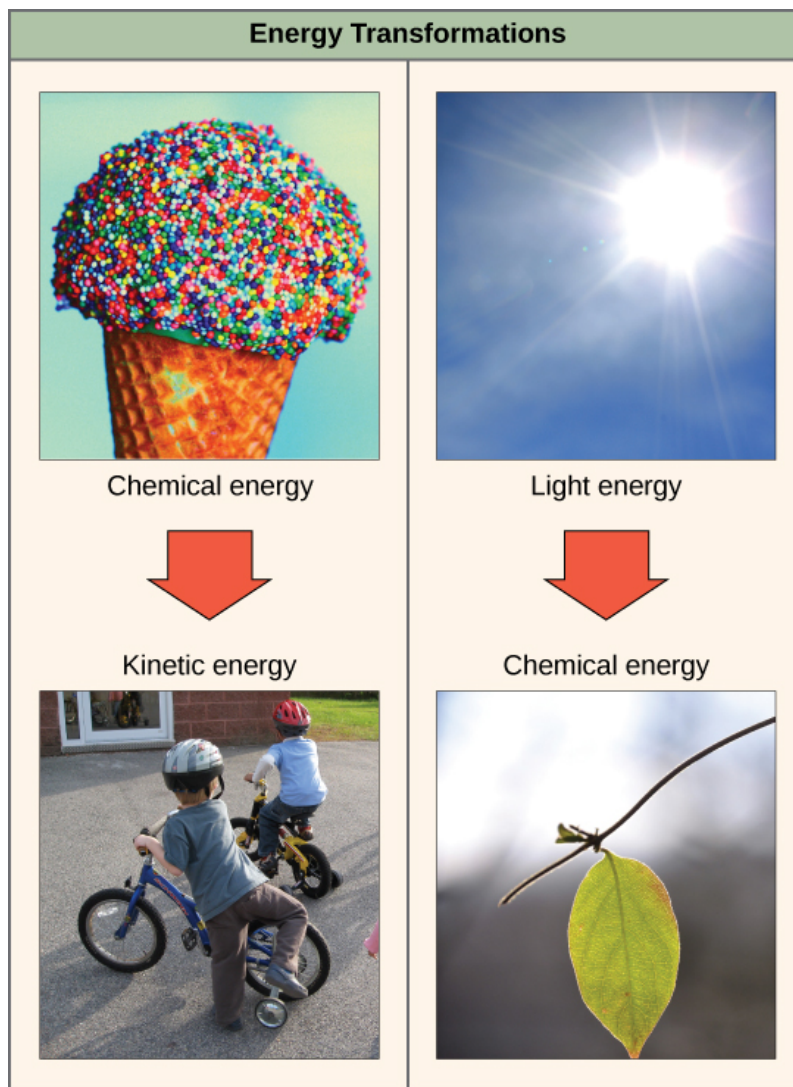 Energy Transformations
Chemical energy
Kinetic energy
Light energy
Chemical energy